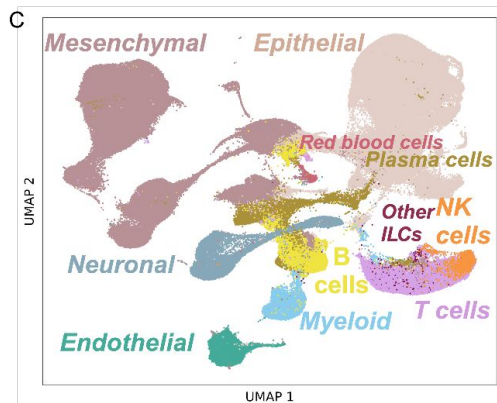 C
Mesenchymal
Epithelial
Red blood cells
Plasma cells
Other
ILCs
NK
cells
Neuronal
B
cells
T cells
Myeloid
Endothelial
UMAP 2
UMAP 1